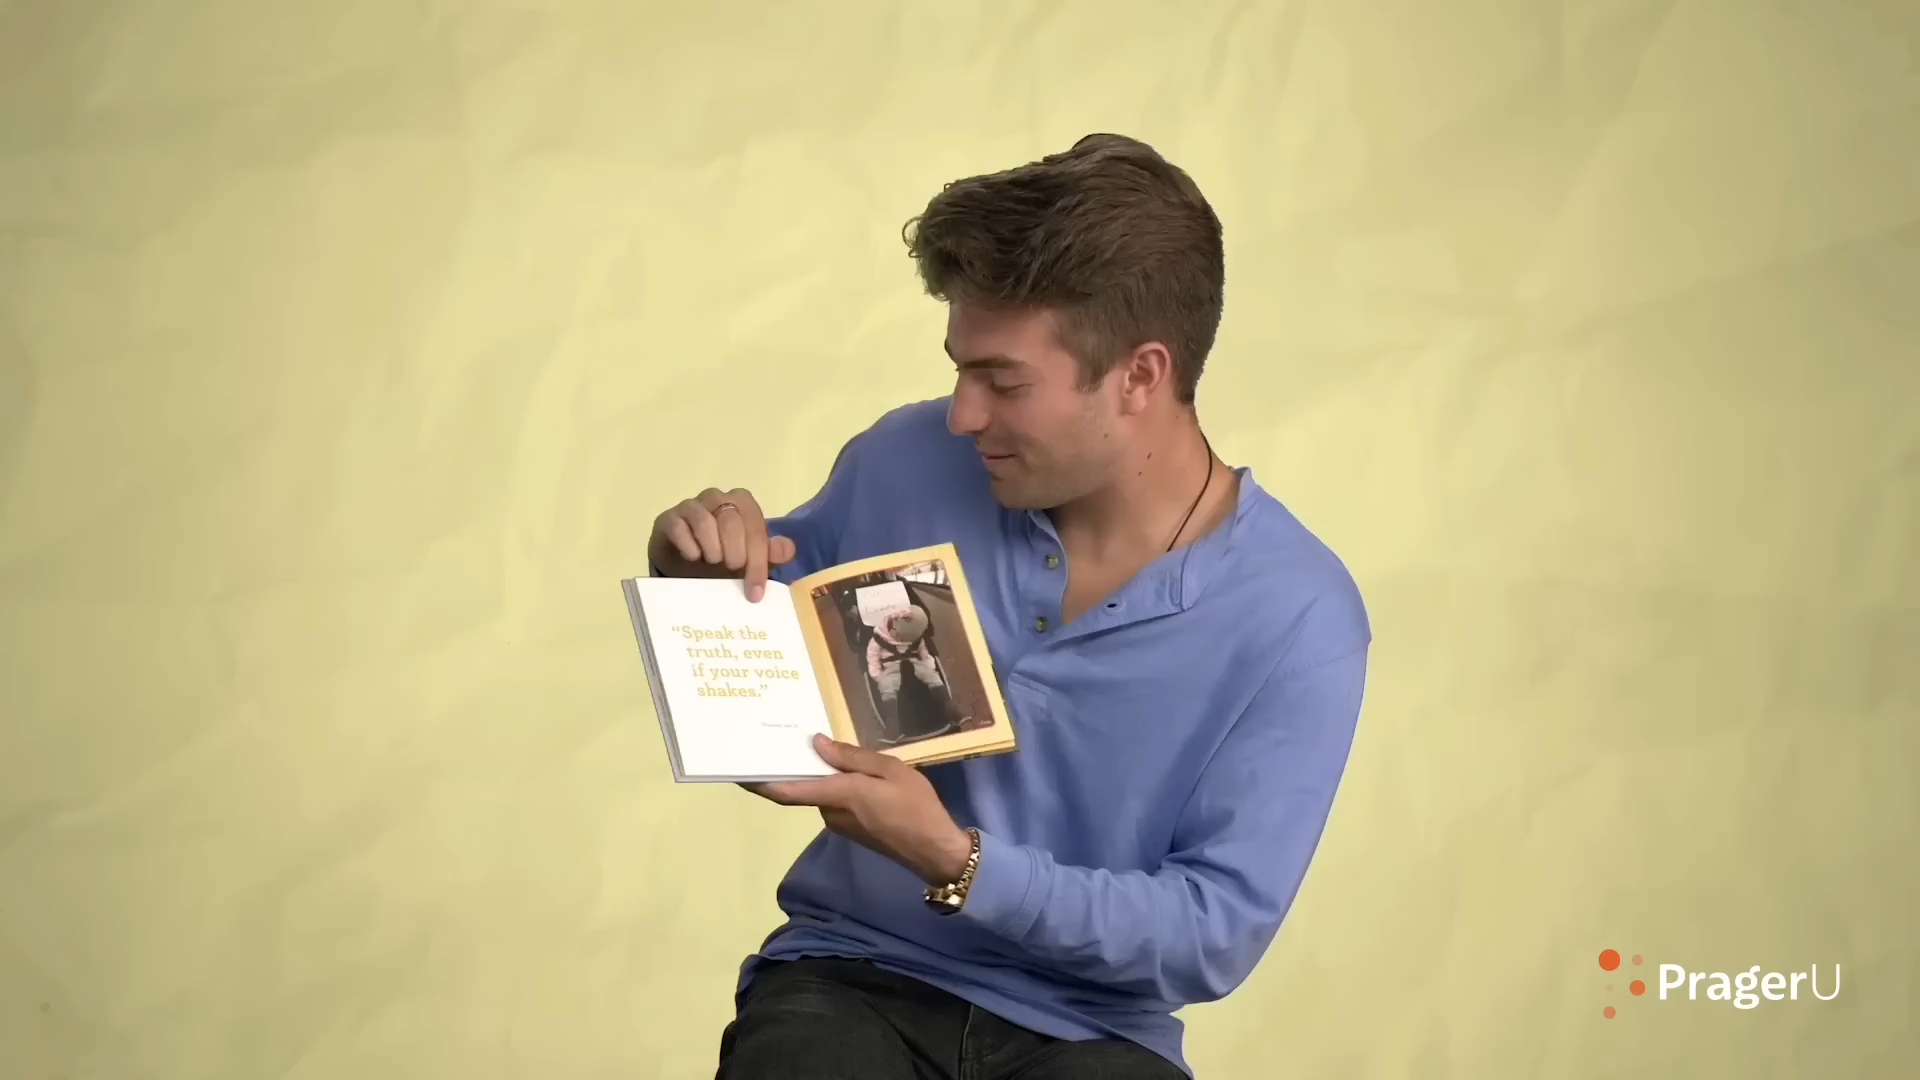 “Speak the
truth, even
if your voice
shakes.”
PragerU